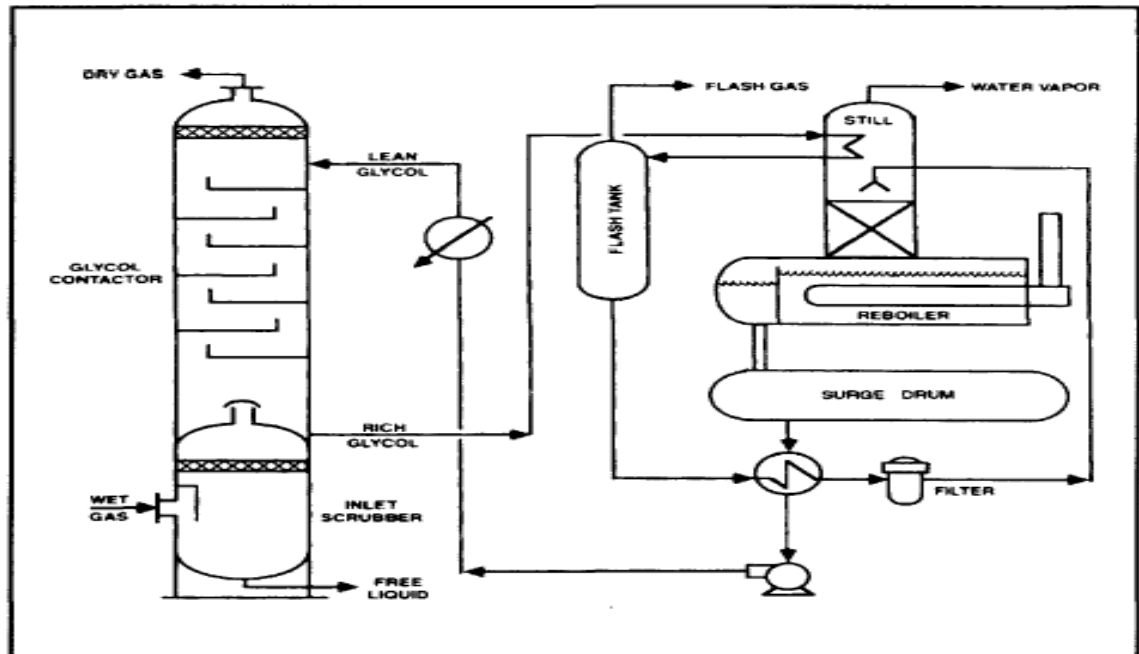 DRY GAS
FLASH GAS
WATER VAPOR
STILL
LEAN
GLYCOL
FLASH TANK
GLYCOL
CONTACTOR
REBOILER
SURGE DRUM
RICH
GLYCOL
WET
GAS
INLET
SCRUBBER
FILTER
FREE
LIQUID